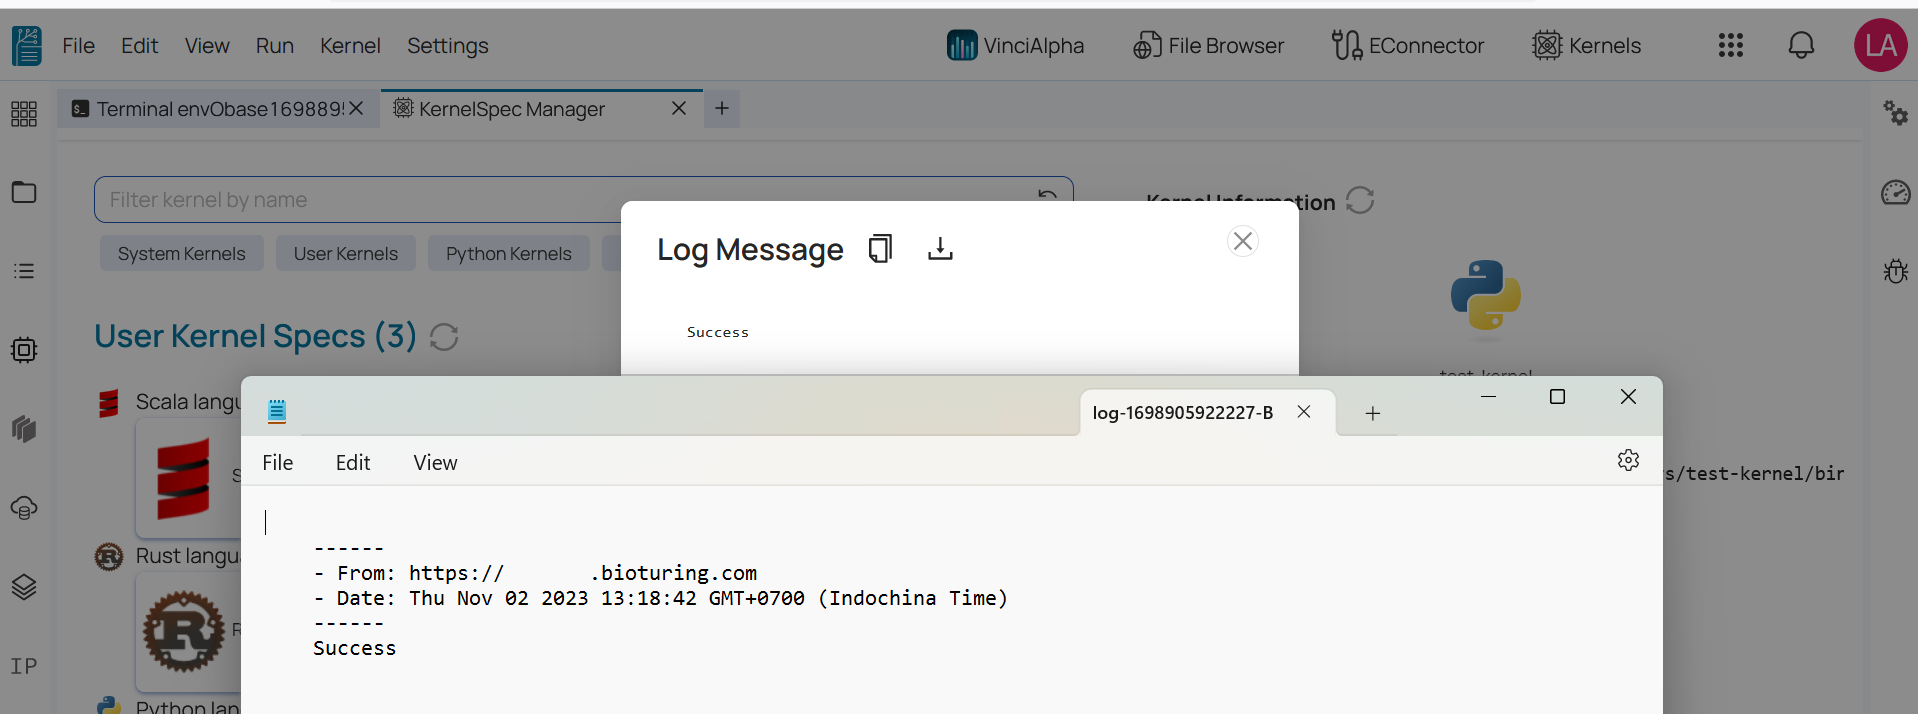 File Edit View Run Kernel Settings VinciAlpha File Browser EConnector Kernels LA
Terminal envObase169889 KernelSpec Manager
Filter kernel by name
Information
System Kernels User Kernels Python Kernels
Log Message
User Kernel Specs (3)
Success
test-kernel
Scala langu
log-1698905922227-B
File Edit View
s/test-kernel/bin
S
------
- From: https:// .bioturing.com
- Date: Thu Nov 02 2023 13:18:42 GMT+0700 (Indochina Time)
------
Success
Rust langu
R
IP
Python lan